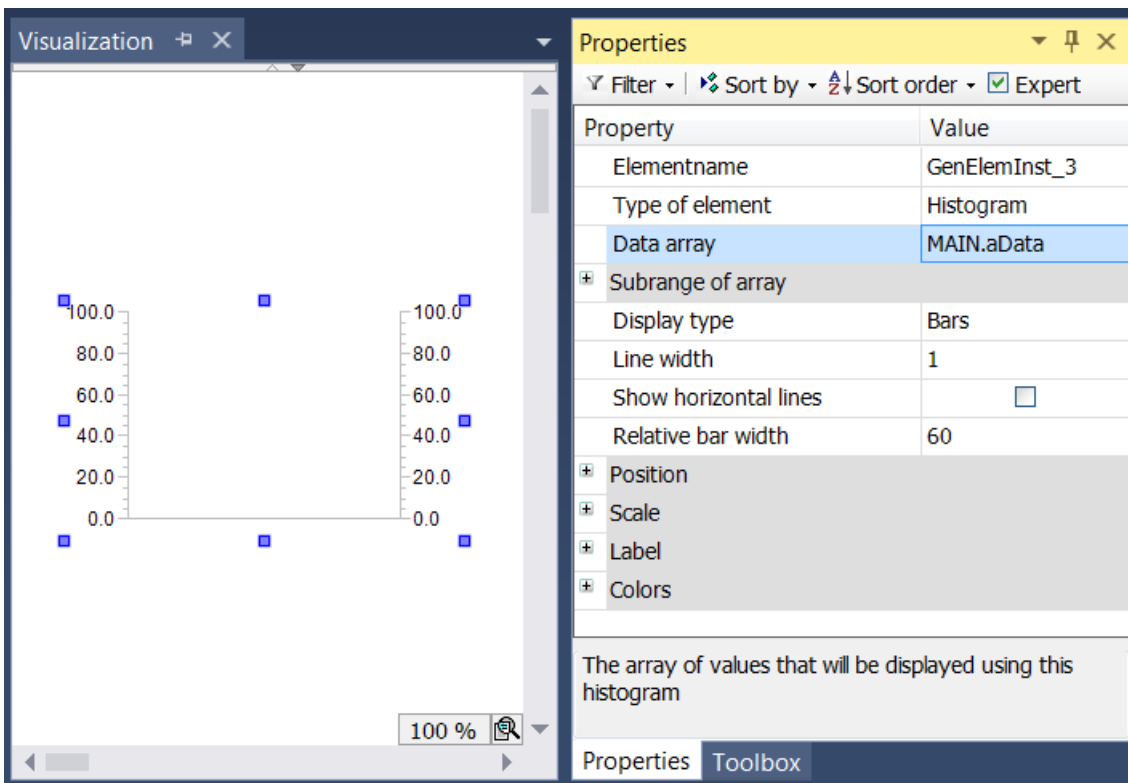 Visualization
100.0 100.0
80.0 80.0
60.0 60.0
40.0 40.0
20.0 20.0
0.0 0.0
100 %
Properties
Filter Sort by Sort order Expert
Property Value
Elementname GenElemInst_3
Type of element Histogram
Data array MAIN.aData
Subrange of array
Display type Bars
Line width 1
Show horizontal lines
Relative bar width 60
Position
Scale
Label
Colors
The array of values that will be displayed using this
histogram
Properties Toolbox